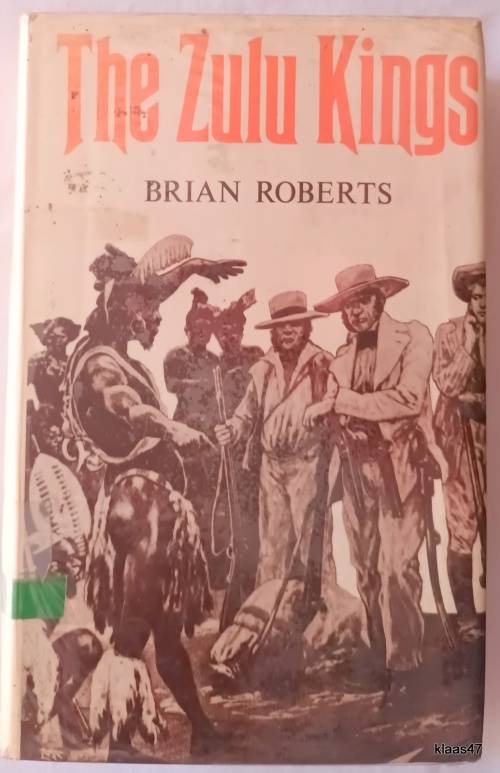 The Zulu Kings
BRIAN ROBERTS
klaas47